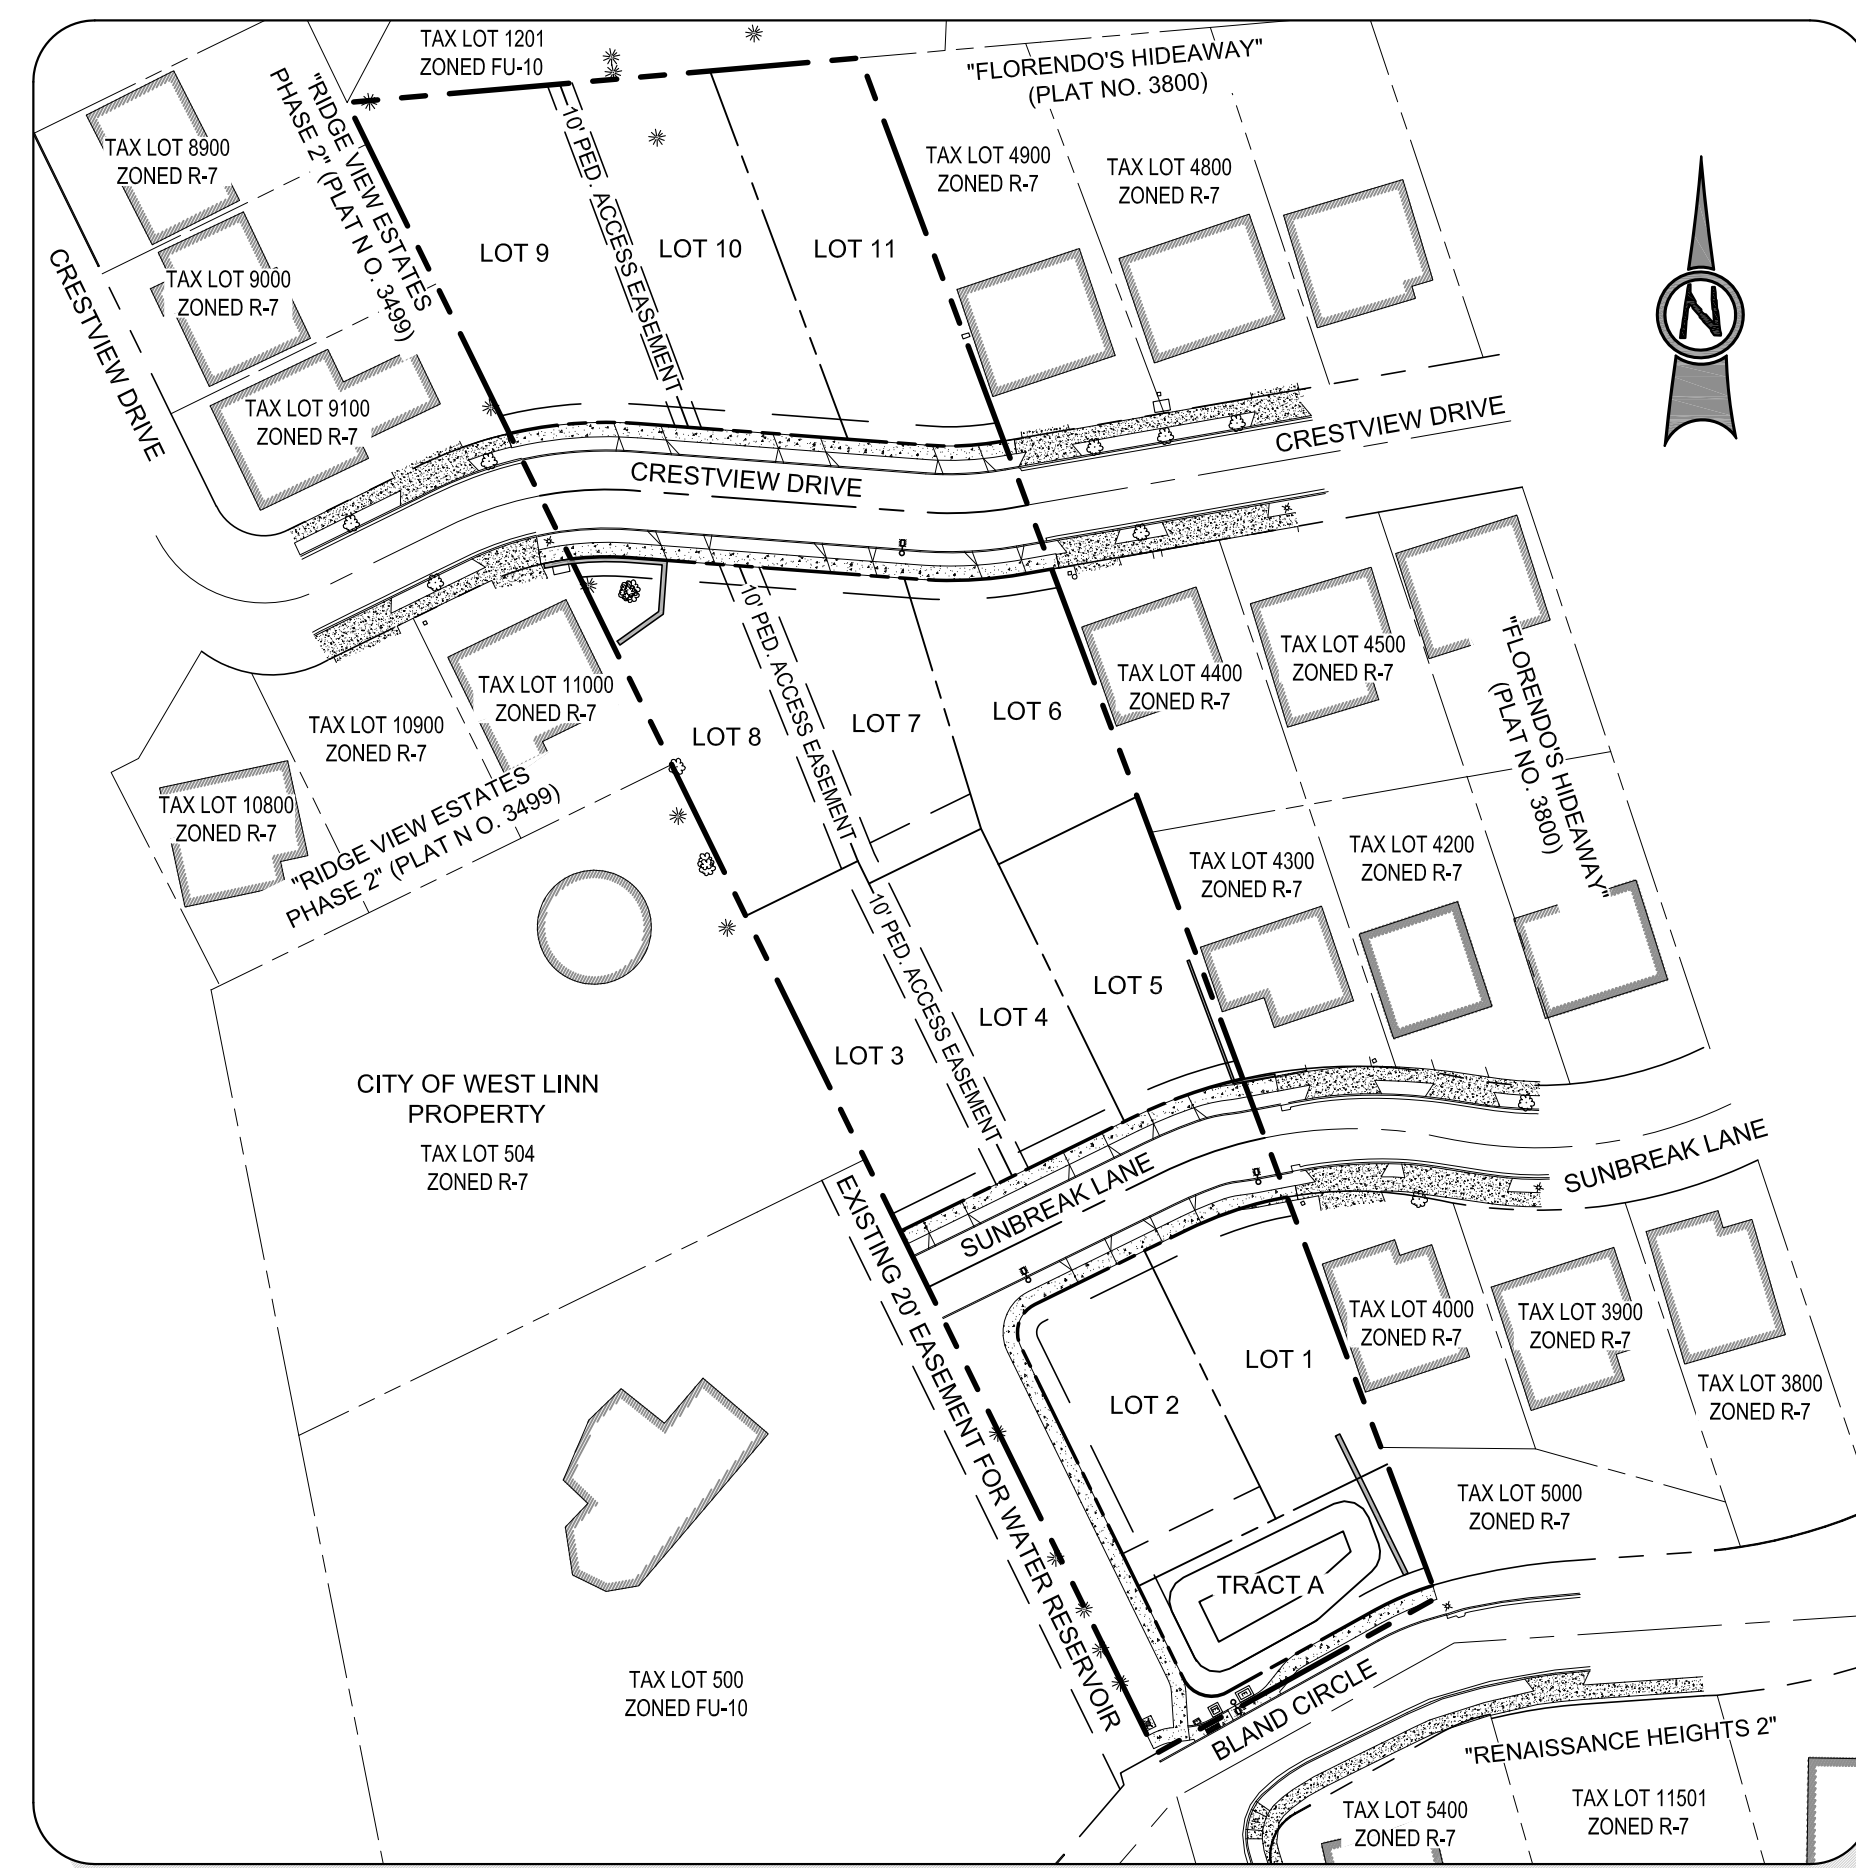 TAX LOT 1201
ZONED FU-10
"FLORENDO'S HIDEAWAY"
(PLAT NO. 3800)
"RIDGE VIEW ESTATES
PHASE 2" (PLAT N O. 3499)
TAX LOT 8900
ZONED R-7
TAX LOT 4900
ZONED R-7
TAX LOT 4800
ZONED R-7
10' PED. ACCESS EASEMENT
LOT 9
LOT 10
LOT 11
TAX LOT 9000
ZONED R-7
CRESTVIEW DRIVE
N
TAX LOT 9100
ZONED R-7
CRESTVIEW DRIVE
CRESTVIEW DRIVE
10' PED. ACCESS EASEMENT
TAX LOT 4500
ZONED R-7
TAX LOT 4400
ZONED R-7
"FLORENDO'S HIDEAWAY"
(PLAT NO. 3800)
TAX LOT 11000
ZONED R-7
TAX LOT 10900
ZONED R-7
LOT 8
LOT 7
LOT 6
TAX LOT 10800
ZONED R-7
"RIDGE VIEW ESTATES
PHASE 2" (PLAT N O. 3499)
TAX LOT 4300
ZONED R-7
TAX LOT 4200
ZONED R-7
10' PED. ACCESS EASEMENT
LOT 5
LOT 4
LOT 3
CITY OF WEST LINN
PROPERTY
TAX LOT 504
ZONED R-7
SUNBREAK LANE
SUNBREAK LANE
EXISTING 20' EASEMENT FOR WATER RESERVOIR
TAX LOT 4000
ZONED R-7
TAX LOT 3900
ZONED R-7
TAX LOT 3800
ZONED R-7
LOT 1
LOT 2
TAX LOT 5000
ZONED R-7
TRACT A
TAX LOT 500
ZONED FU-10
BLAND CIRCLE
"RENAISSANCE HEIGHTS 2"
TAX LOT 5400
ZONED R-7
TAX LOT 11501
ZONED R-7